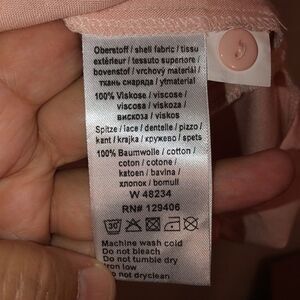 Oberstoff / shell fabric / tissu
extérieur / tessuto superiore /
bovenstof / vrchový materiál /
ткань снаряда / ytmaterial
100% Viskose / viscose /
viscosa / viskoza /
вискоза / viskos
Spitze / lace / dentelle / pizzo /
kant / krajka / кружево / spets
100% Baumwolle / cotton /
coton / cotone /
katoen / bavlna /
хлопок / bomull
W 48234
RN# 129406
30
Machine wash cold
Do not bleach
Do not tumble dry
Iron low
Do not dryclean